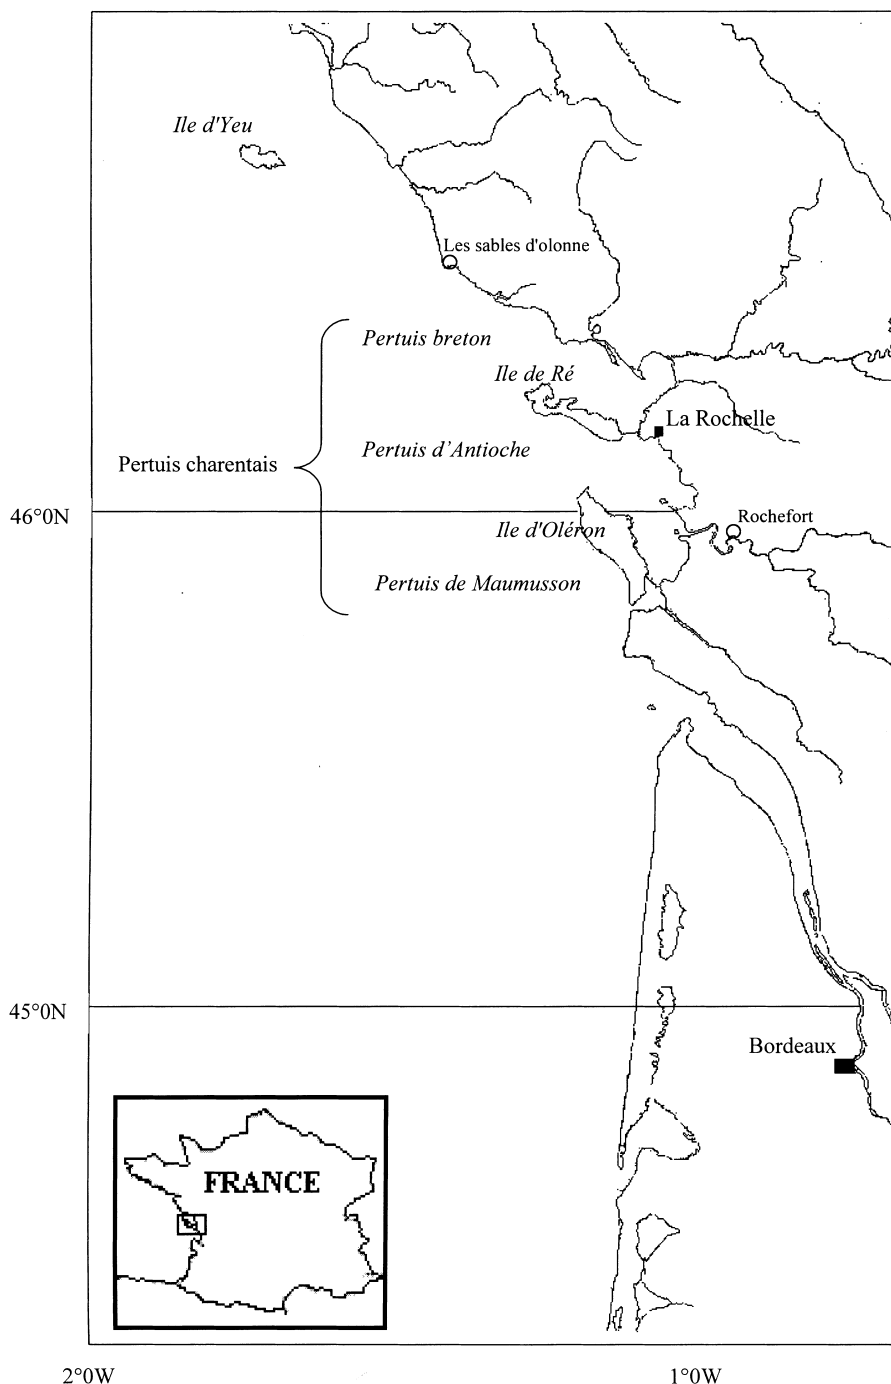 Ile d'Yeu
Les sables d'olonne
Pertuis breton
Ile de Ré
La Rochelle
Pertuis d'Antioche
Pertuis charentais
46°0N
Rochefort
Ile d'Oléron
Pertuis de Maumusson
45°0N
Bordeaux
FRANCE
2°0W
1°0W